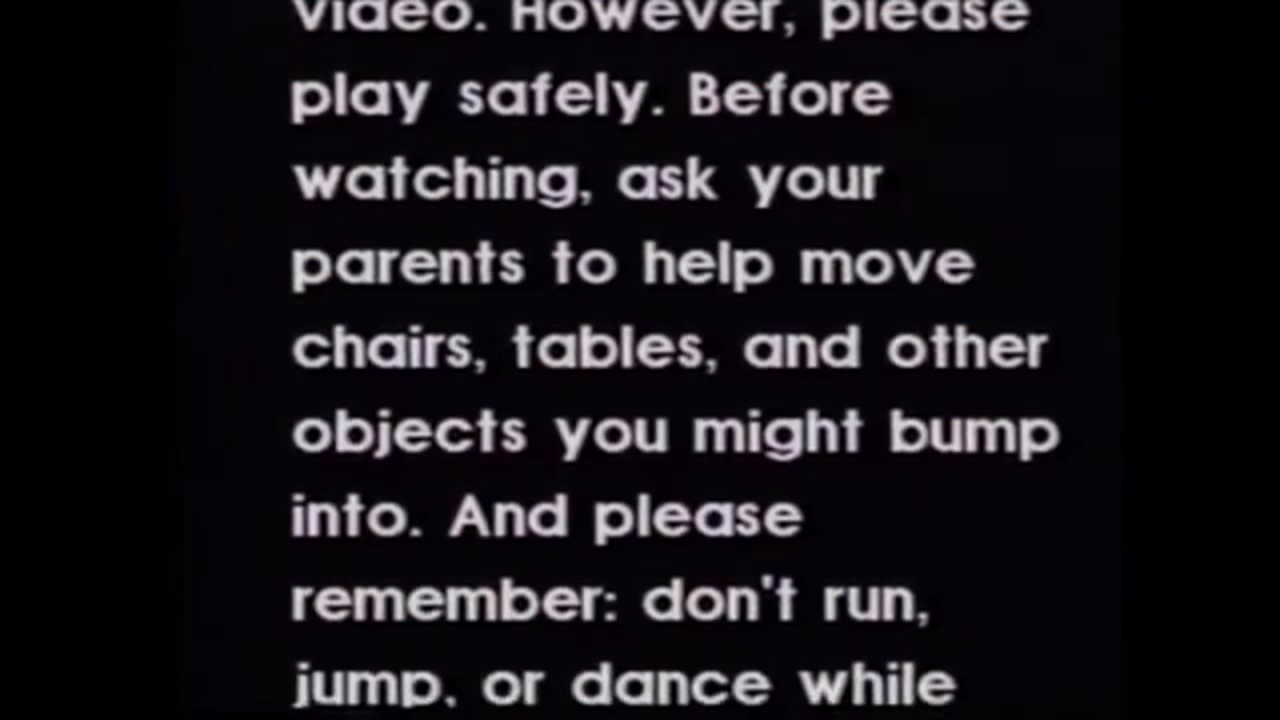 video. However, please
play safely. Before
watching, ask your
parents to help move
chairs, tables, and other
objects you might bump
into. And please
remember: don't run,
jump, or dance while